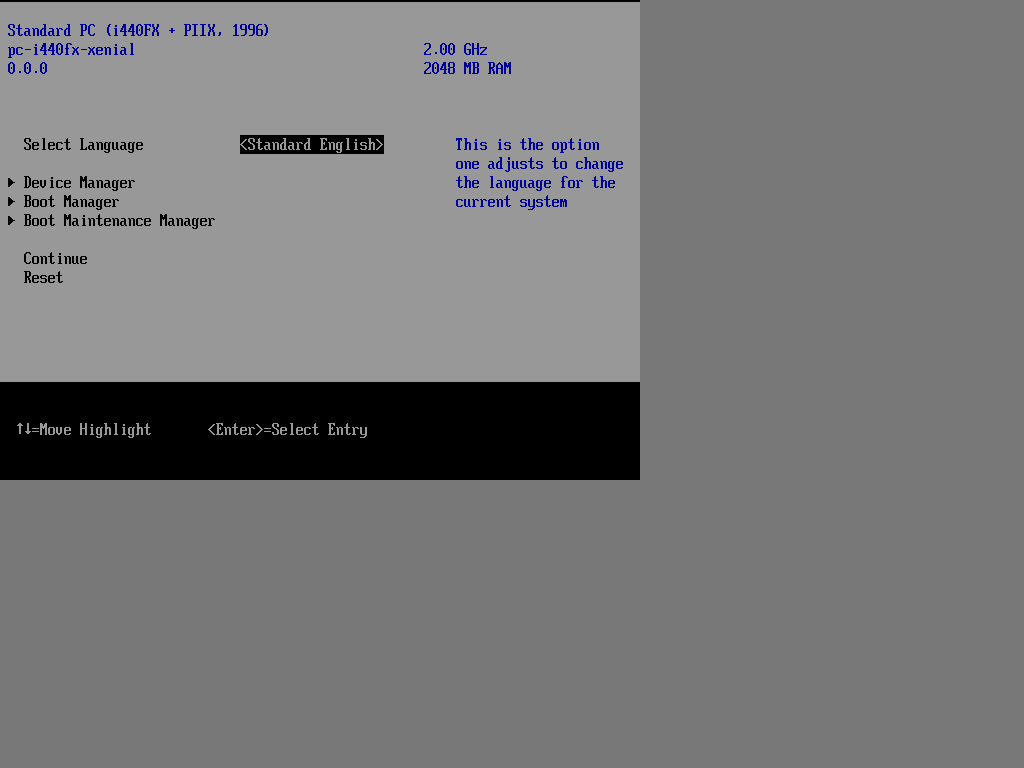 Standard PC (i440FX + PIIX, 1996)
pc-i440fx-xenial 2.00 GHz
0.0.0 2048 MB RAM
Select Language <Standard English> This is the option
one adjusts to change
▶ Device Manager the language for the
▶ Boot Manager current system
▶ Boot Maintenance Manager
Continue
Reset
↑↓=Move Highlight <Enter>=Select Entry